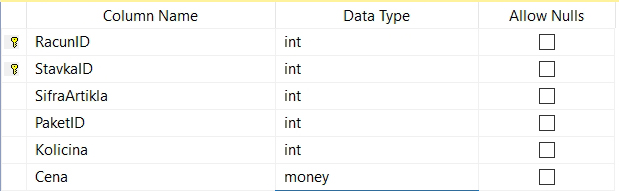 Column Name Data Type Allow Nulls
RacunID int
StavkaID int
SifraArtikla int
PaketID int
Kolicina int
Cena money